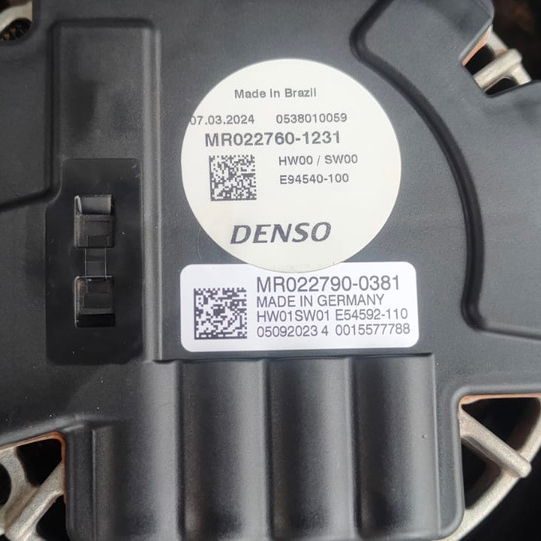 Made in Brazil
07.03.2024 0538010059
MR022760-1231
HW00 / SW00
E94540-100
DENSO
MR022790-0381
MADE IN GERMANY
HW01SW01 E54592-110
05092023 4 0015577788